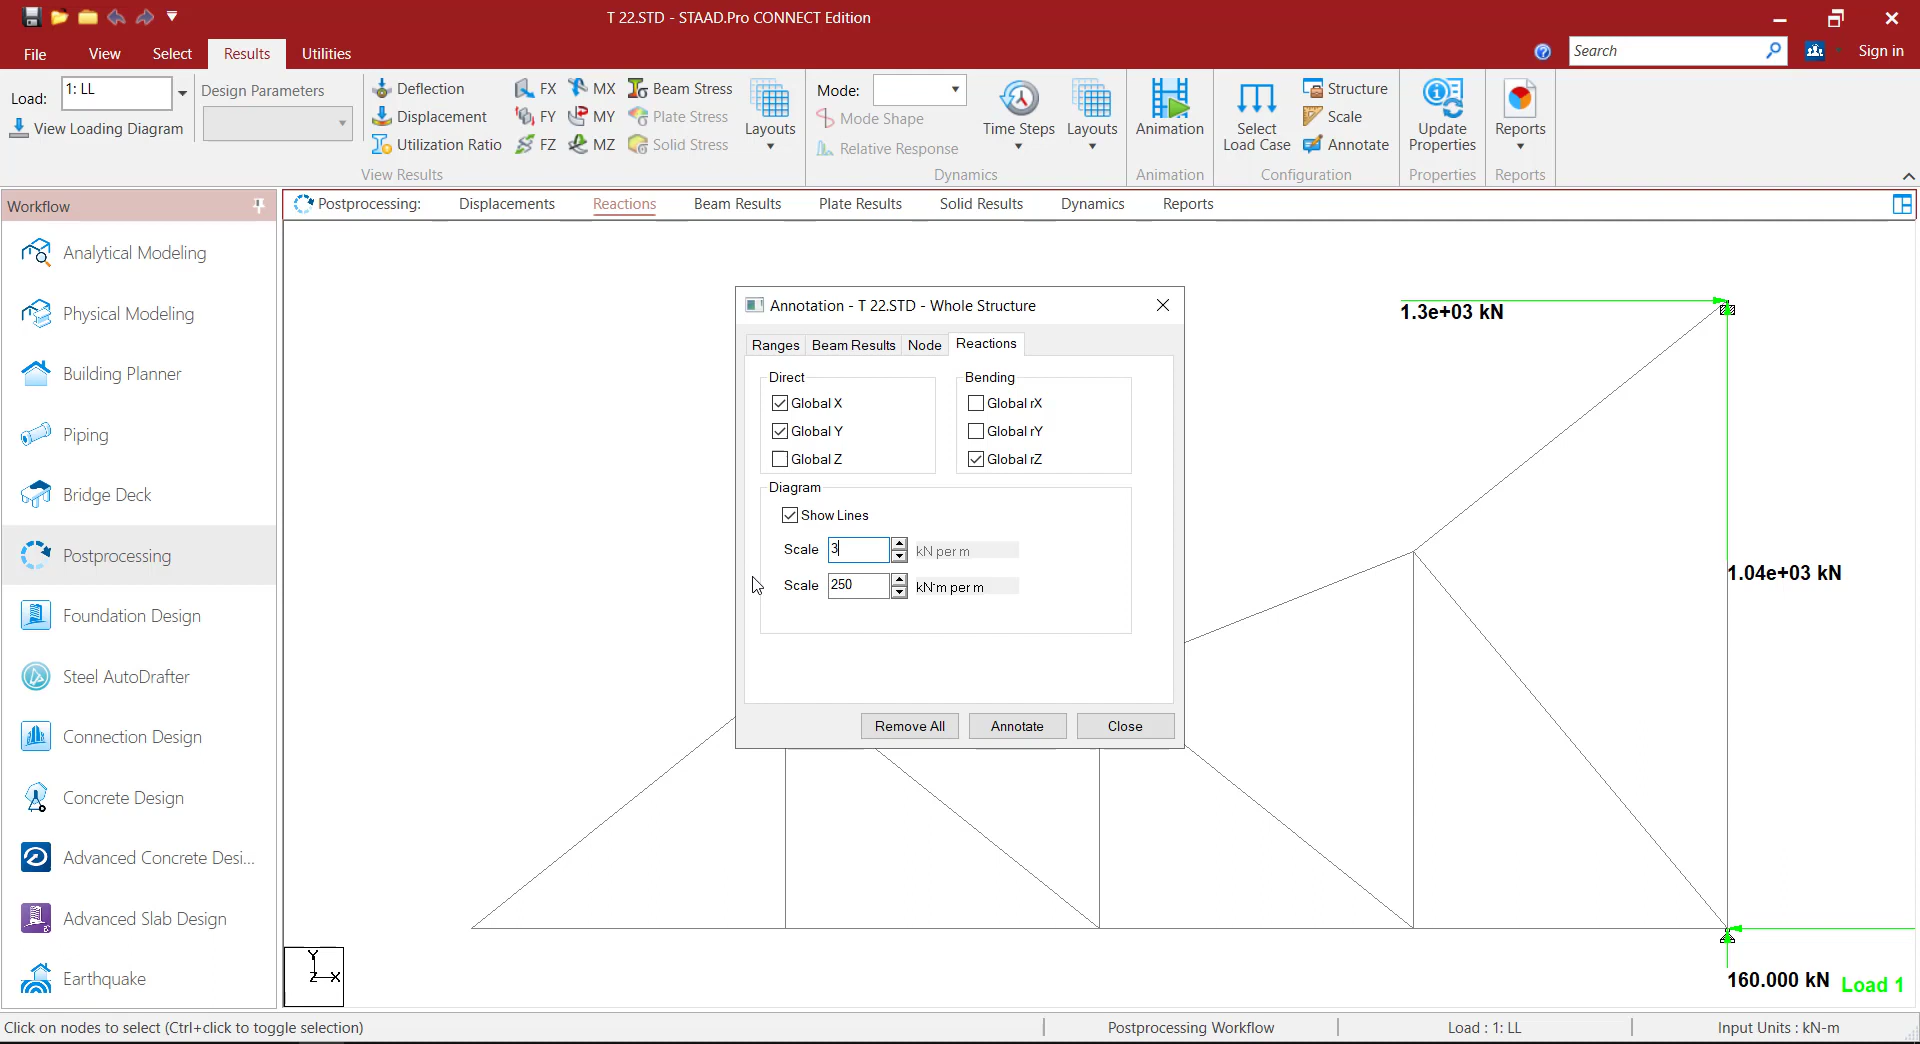 T 22.STD - STAAD.Pro CONNECT Edition
File View Select Results Utilities
Search
Sign in
Load: 1: LL
View Loading Diagram
Design Parameters
Deflection
Displacement
Utilization Ratio
FX MX Beam Stress
FY MY Plate Stress
FZ MZ Solid Stress
Layouts
View Results
Mode:
Mode Shape
Relative Response
Time Steps
Layouts
Dynamics
Animation
Animation
Select
Load Case
Structure
Scale
Annotate
Configuration
Update
Properties
Properties
Reports
Reports
Workflow
Analytical Modeling
Physical Modeling
Building Planner
Piping
Bridge Deck
Postprocessing
Foundation Design
Steel AutoDrafter
Connection Design
Concrete Design
Advanced Concrete Desi...
Advanced Slab Design
Earthquake
Postprocessing: Displacements Reactions Beam Results Plate Results Solid Results Dynamics Reports
Annotation - T 22.STD - Whole Structure
Ranges Beam Results Node Reactions
Direct
Global X
Global Y
Global Z
Bending
Global rX
Global rY
Global rZ
Diagram
Show Lines
Scale 3 kN per m
Scale 250 kN-m per m
Remove All Annotate Close
1.3e+03 kN
1.04e+03 kN
160.000 kN
Load 1
Y
Z X
Click on nodes to select (Ctrl+click to toggle selection)
Postprocessing Workflow
Load : 1: LL
Input Units : kN-m